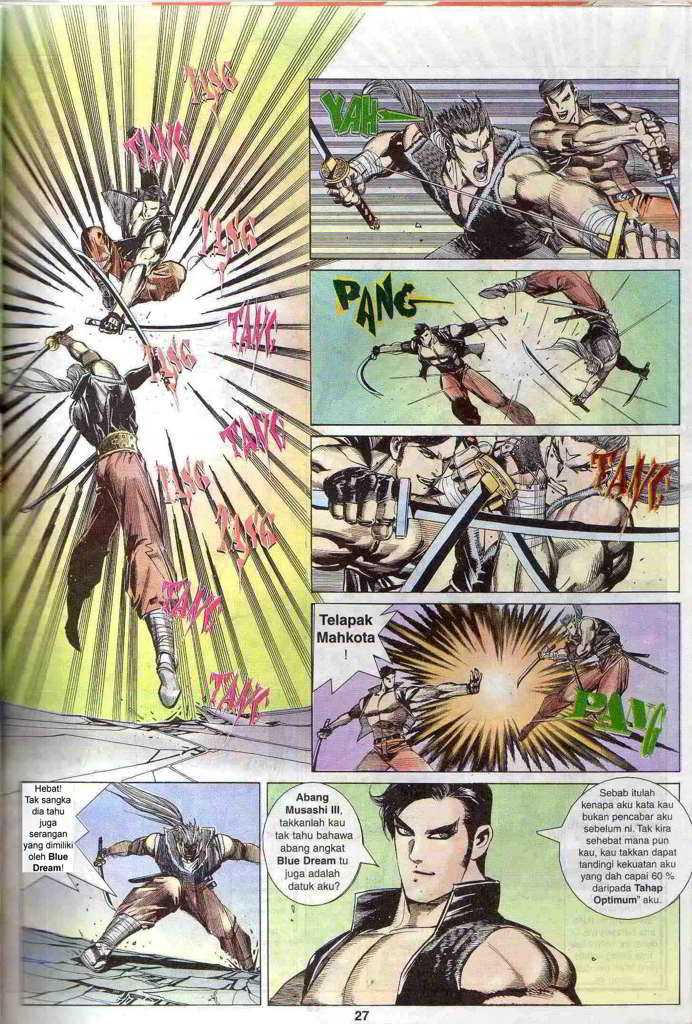 TANG
TANG
TANG
TANG
TANG
TANG
TANG
TANG
TANG
TANG
YAH
PANG
TANG
Telapak
Mahkota
!
PANG
Hebat!
Tak sangka
dia tahu
juga
serangan
yang dimiliki
oleh Blue
Dream!
Abang
Musashi III,
takkanlah kau
tak tahu bahawa
abang angkat
Blue Dream tu
juga adalah
datuk aku?
Sebab itulah
kenapa aku kata kau
bukan pencabar aku
sebelum ni. Tak kira
sehebat mana pun
kau, kau takkan dapat
tandingi kekuatan aku
yang dah capai 60 %
daripada Tahap
Optimum" aku.
27